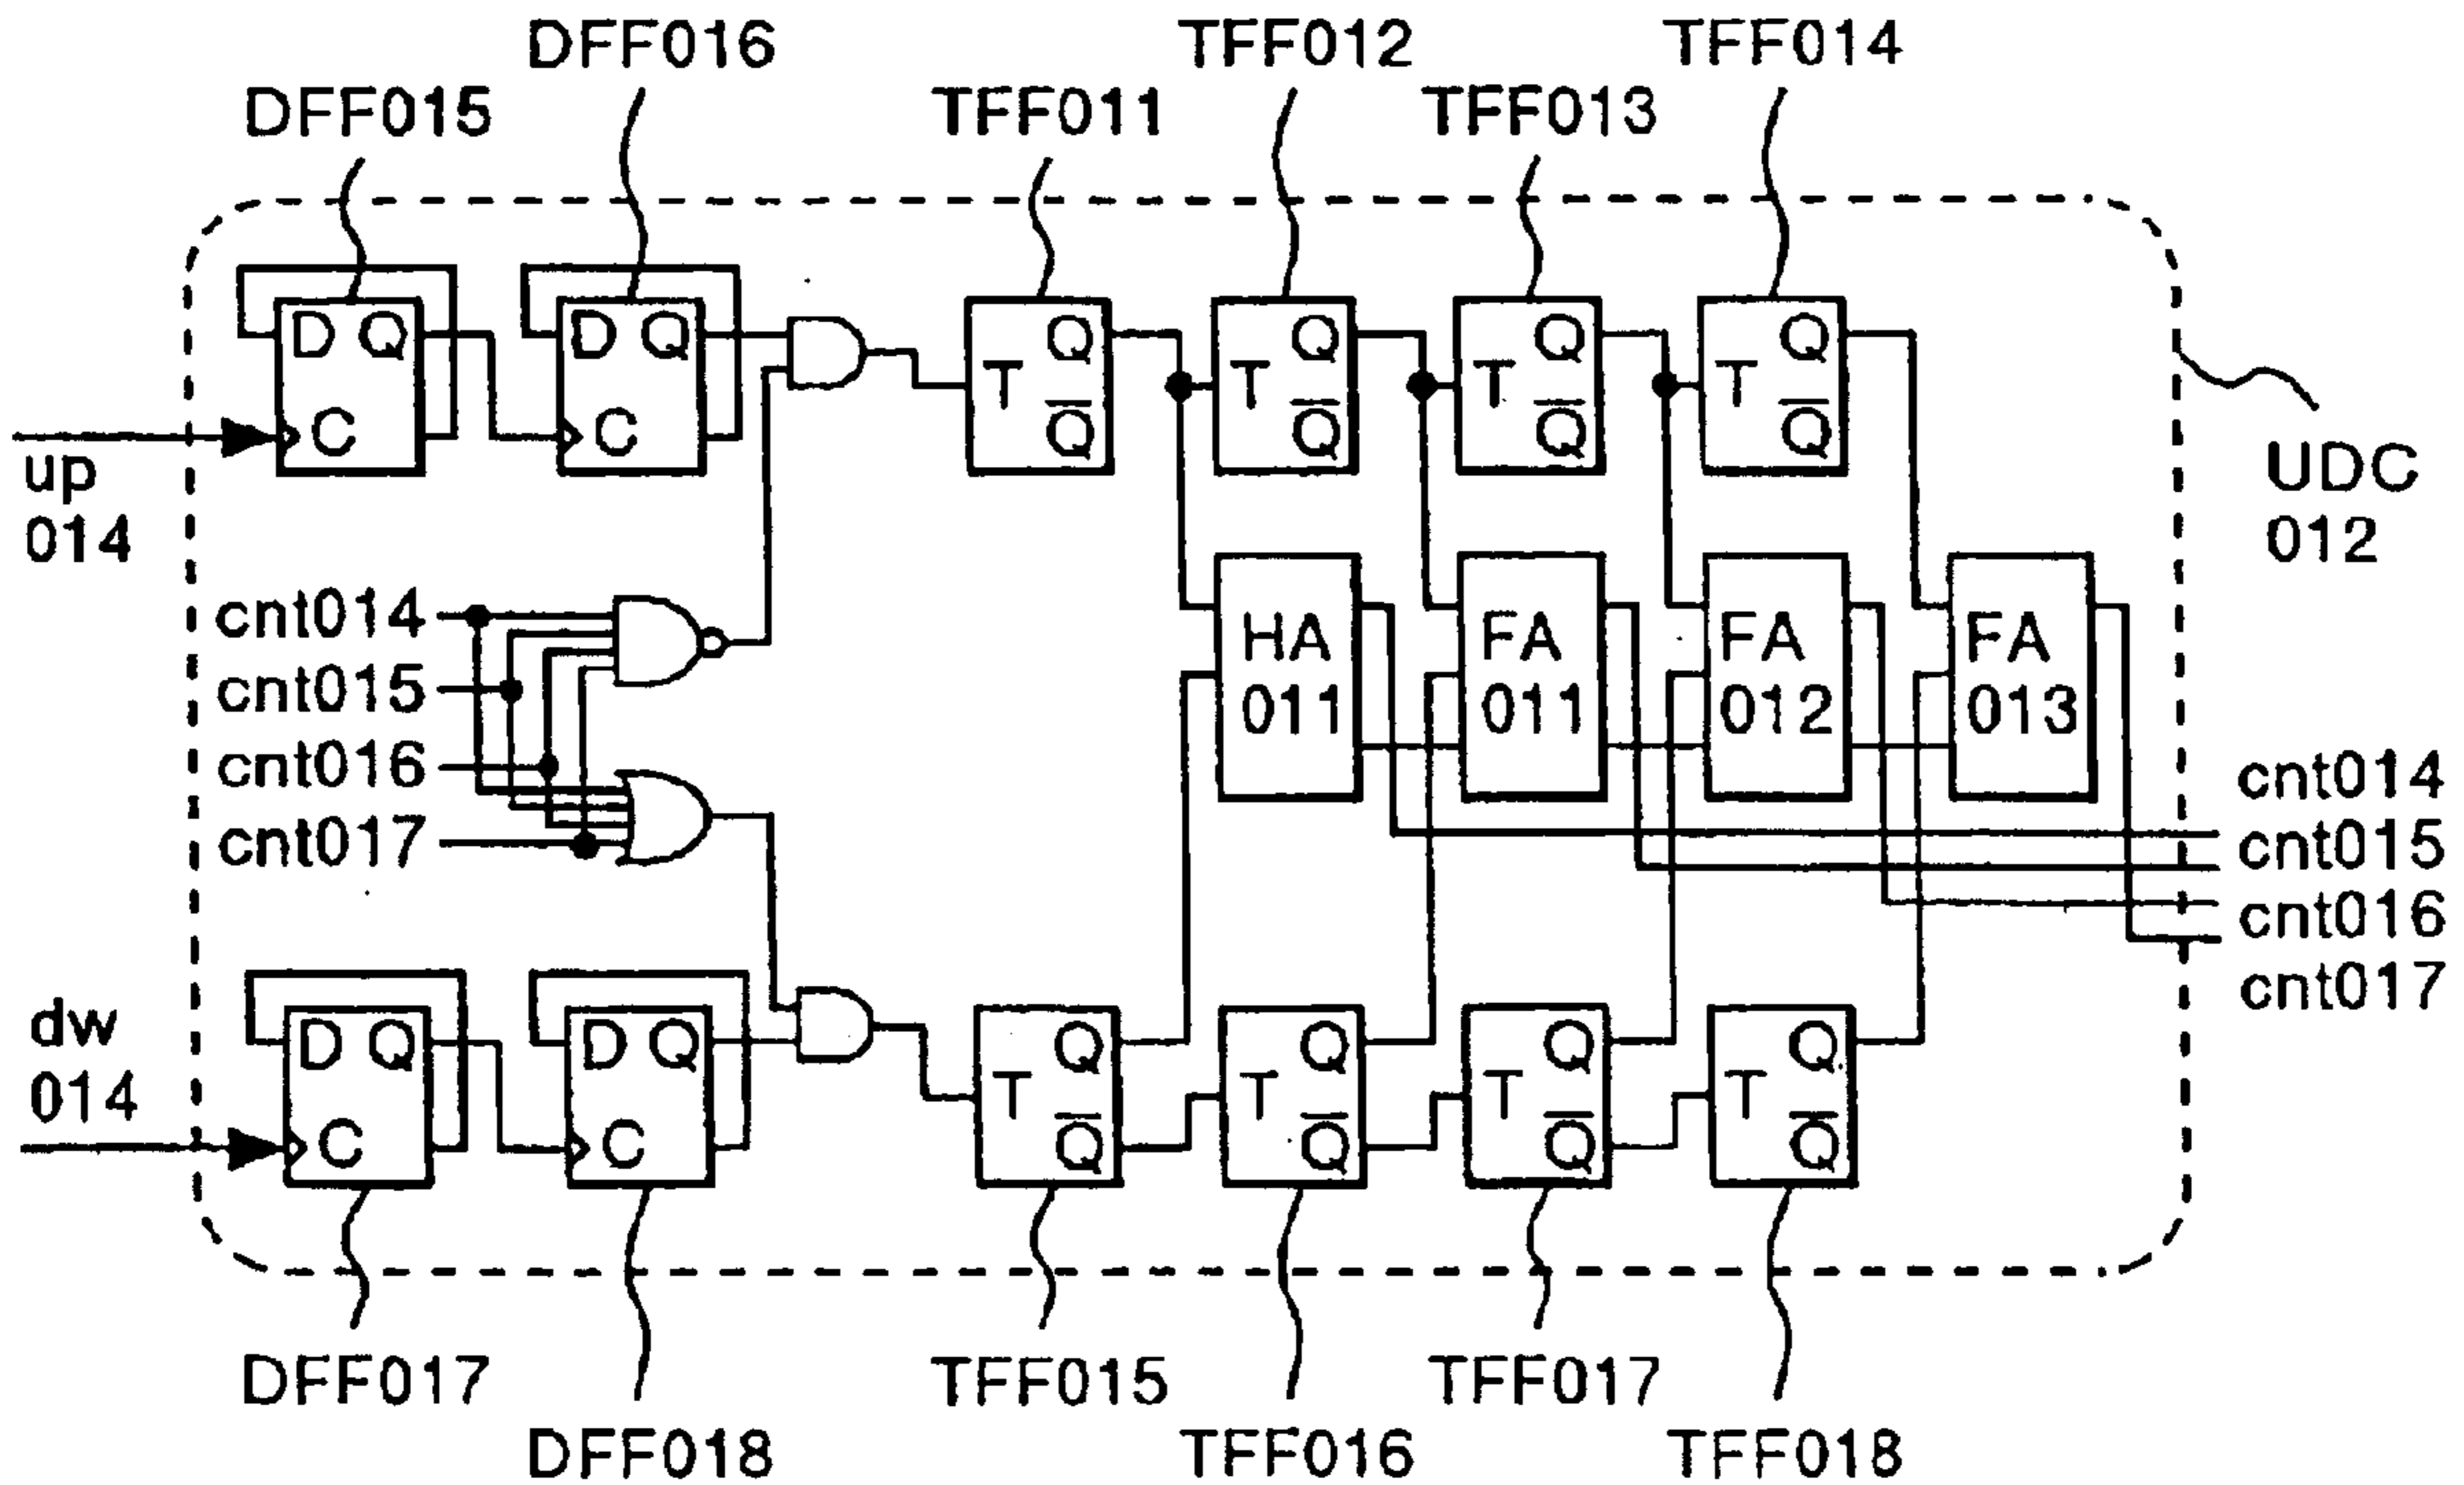 DFF016
TFF012
TFF014
DFF015
TFF011
TFF013
D Q
D Q
Q
Q
Q
Q
T
T
T
T
C
C
Q̅
Q̅
Q̅
Q̅
up
014
UDC
012
cnt014
cnt015
cnt016
cnt017
HA
011
FA
011
FA
012
FA
013
cnt014
cnt015
cnt016
cnt017
dw
014
D Q
D Q
Q
Q
Q
Q
T
T
T
T
C
C
Q̅
Q̅
Q̅
Q̅
DFF017
TFF015
TFF017
DFF018
TFF016
TFF018